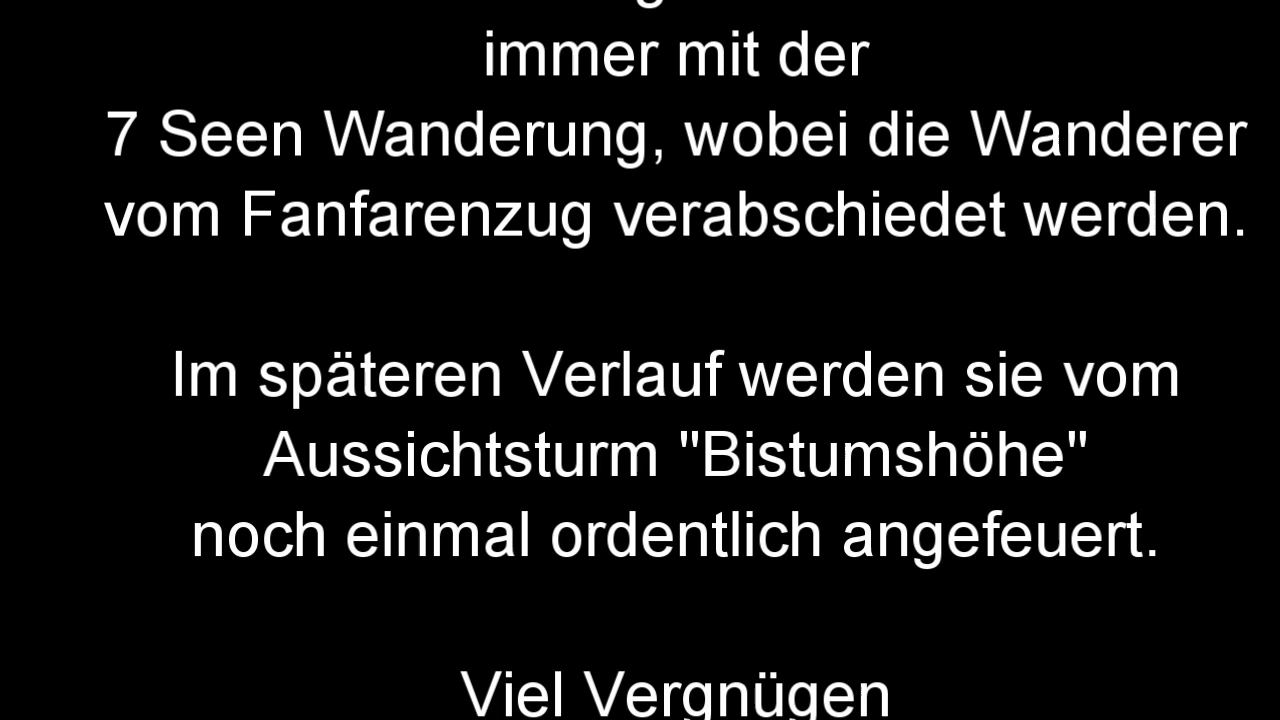 immer mit der
7 Seen Wanderung, wobei die Wanderer
vom Fanfarenzug verabschiedet werden.
Im späteren Verlauf werden sie vom
Aussichtsturm "Bistumshöhe"
noch einmal ordentlich angefeuert.
Viel Vergnügen